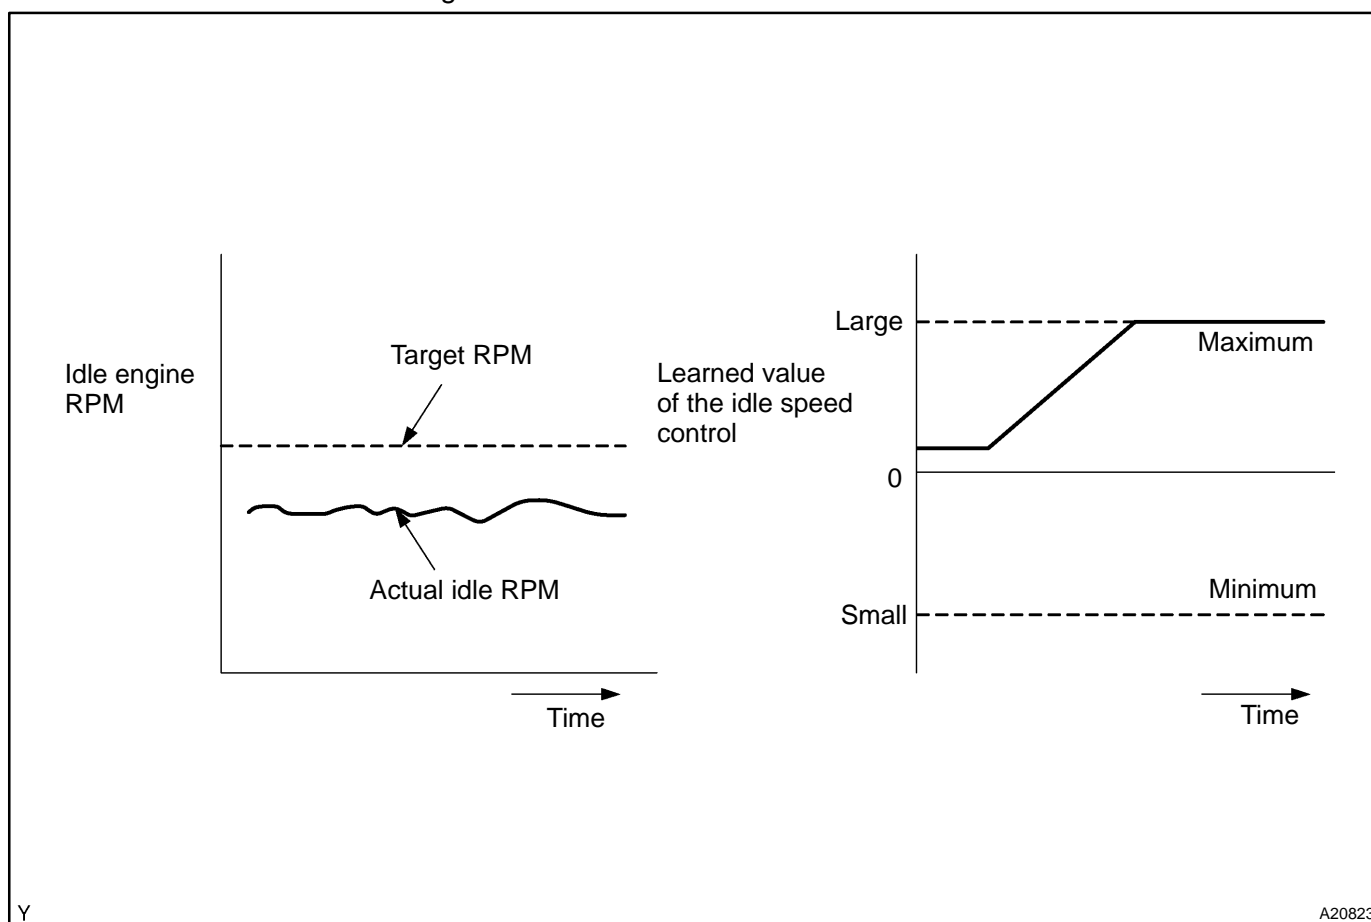 Idle engine
RPM
Target RPM
Actual idle RPM
Time
Learned value
of the idle speed
control
Large
0
Small
Maximum
Minimum
Time
Y
A20823